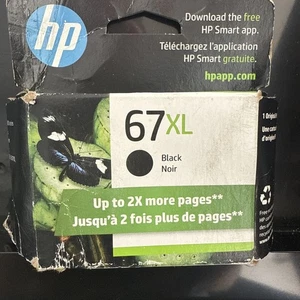 hp
Download the free
HP Smart app.
Téléchargez l'application
HP Smart gratuite.
hpapp.com
67XL
Black
Noir
Up to 2X more pages**
Jusqu'à 2 fois plus de pages**